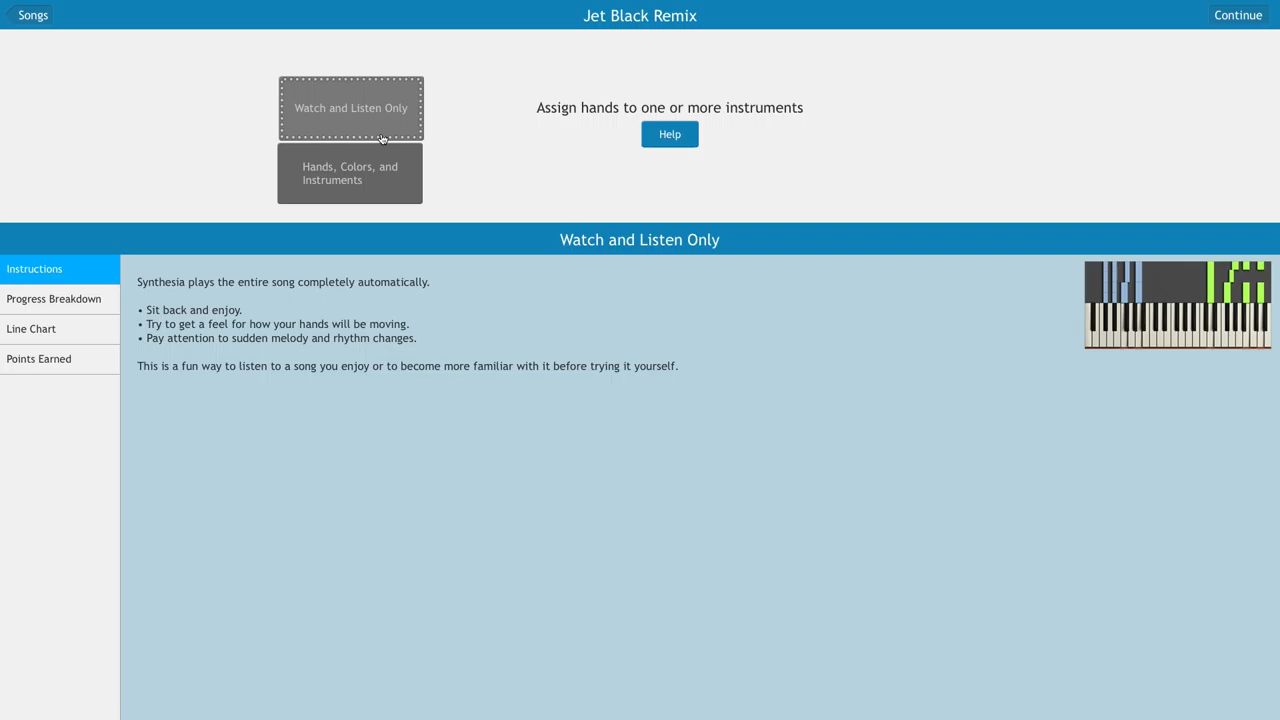 Songs
Jet Black Remix
Continue
Watch and Listen Only
Hands, Colors, and
Instruments
Assign hands to one or more instruments
Help
Watch and Listen Only
Instructions
Progress Breakdown
Line Chart
Points Earned
Synthesia plays the entire song completely automatically.
• Sit back and enjoy.
• Try to get a feel for how your hands will be moving.
• Pay attention to sudden melody and rhythm changes.
This is a fun way to listen to a song you enjoy or to become more familiar with it before trying it yourself.